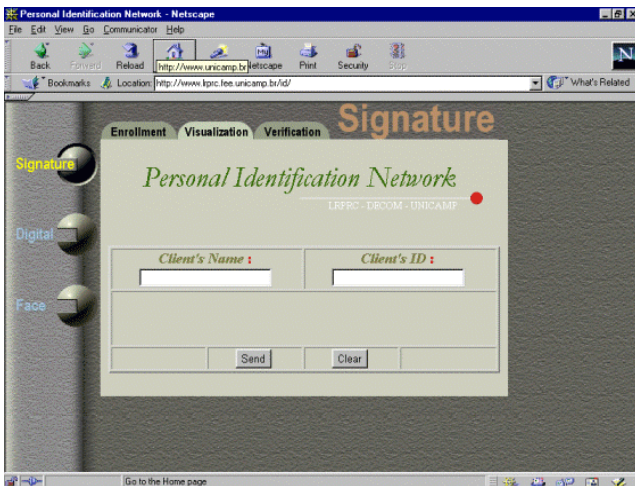 Personal Identification Network - Netscape
File Edit View Go Communicator Help
Back Forward Reload Netscape Print Security Stop
http://www.unicamp.br
Bookmarks Location: http://www.lrprc.fee.unicamp.br/id/ What's Related
Signature
Enrollment Visualization Verification
Signature
Personal Identification Network
LRPRC - DECOM - UNICAMP
Digital
Client's Name : Client's ID :
Face
Send Clear
Go to the Home page